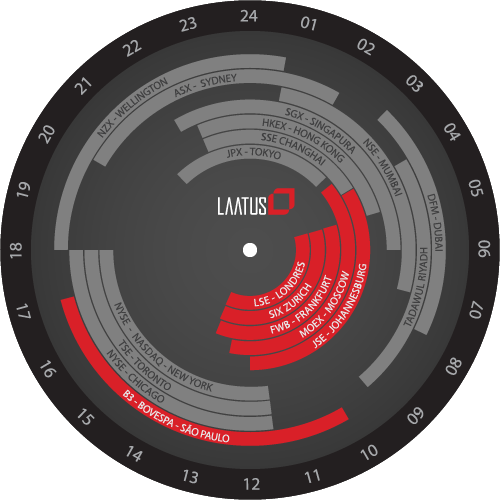 24
01
02
03
04
05
06
07
08
09
10
11
12
13
14
15
16
17
18
19
20
21
22
23
NZX - WELLINGTON
ASX - SYDNEY
SGX - SINGAPURA
HKEX - HONG KONG
SSE CHANGHAI
JPX - TOKYO
NSE - MUMBAI
DFM - DUBAI
TADAWUL RIYADH
LAATUS
LSE - LONDRES
SIX ZURICH
FWB - FRANKFURT
MOEX - MOSCOW
JSE - JOHANNESBURG
NYSE - NASDAQ - NEW YORK
TSE - TORONTO
NYSE - CHICAGO
B3 - BOVESPA - SÃO PAULO